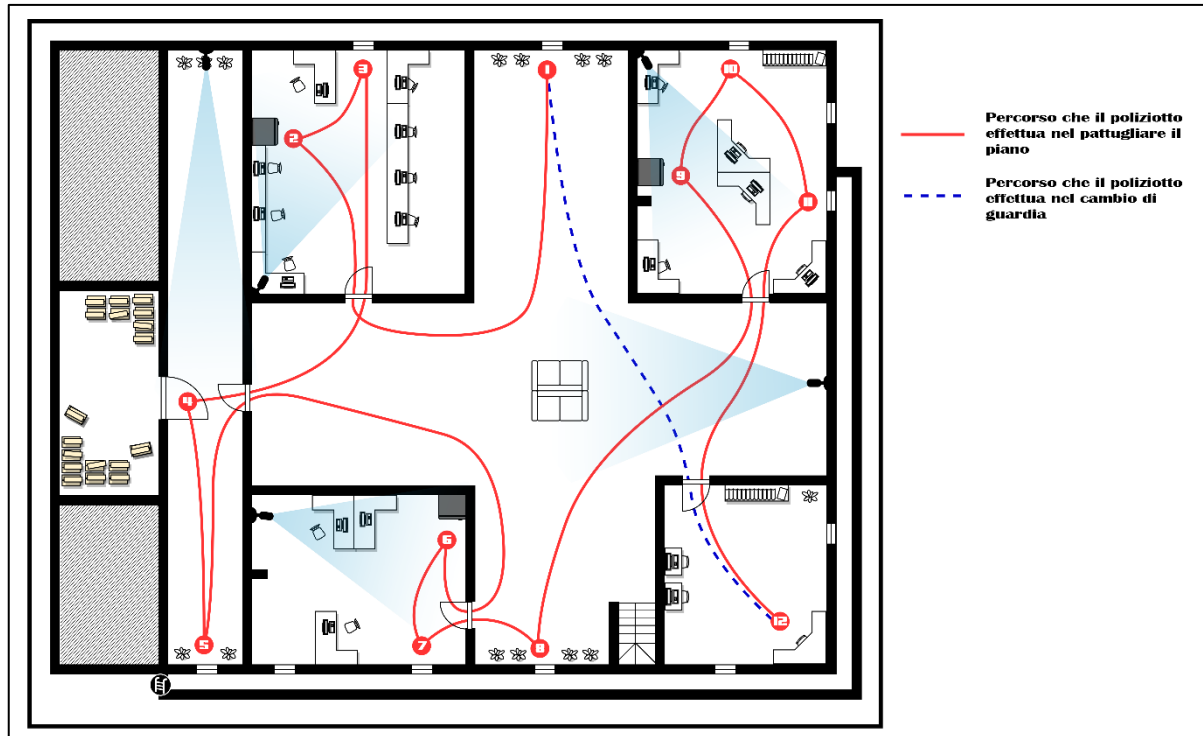 3
1
10
2
9
11
4
6
12
5
7
8
Percorso che il poliziotto
effettua nel pattugliare il
piano
Percorso che il poliziotto
effettua nel cambio di
guardia